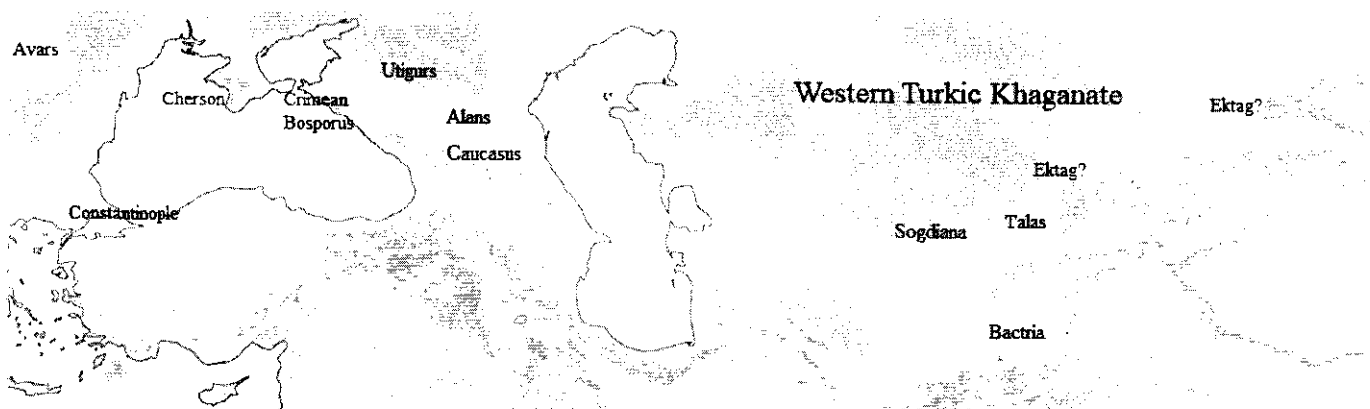 Avars
Utigurs
Western Turkic Khaganate
Cherson
Crimean
Bosporus
Ektag?
Alans
Caucasus
Ektag?
Constantinople
Sogdiana
Talas
Bactria